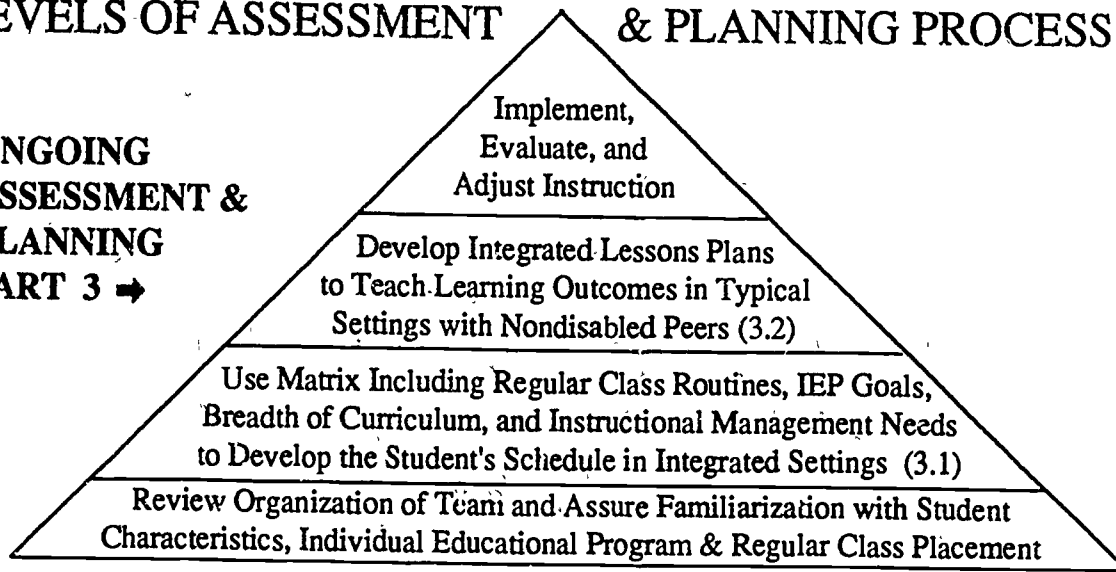 EVELS OF ASSESSMENT & PLANNING PROCESS
NGOING
SSESSMENT &
LANNING
ART 3 ➡
Implement,
Evaluate, and
Adjust Instruction
Develop Integrated Lessons Plans
to Teach Learning Outcomes in Typical
Settings with Nondisabled Peers (3.2)
Use Matrix Including Regular Class Routines, IEP Goals,
Breadth of Curriculum, and Instructional Management Needs
to Develop the Student's Schedule in Integrated Settings (3.1)
Review Organization of Team and Assure Familiarization with Student
Characteristics, Individual Educational Program & Regular Class Placement